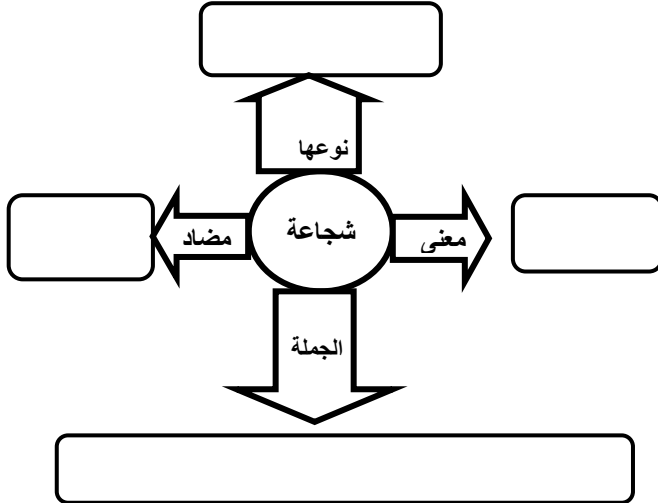 نوعها
معنى
شجاعة
مضاد
الجملة